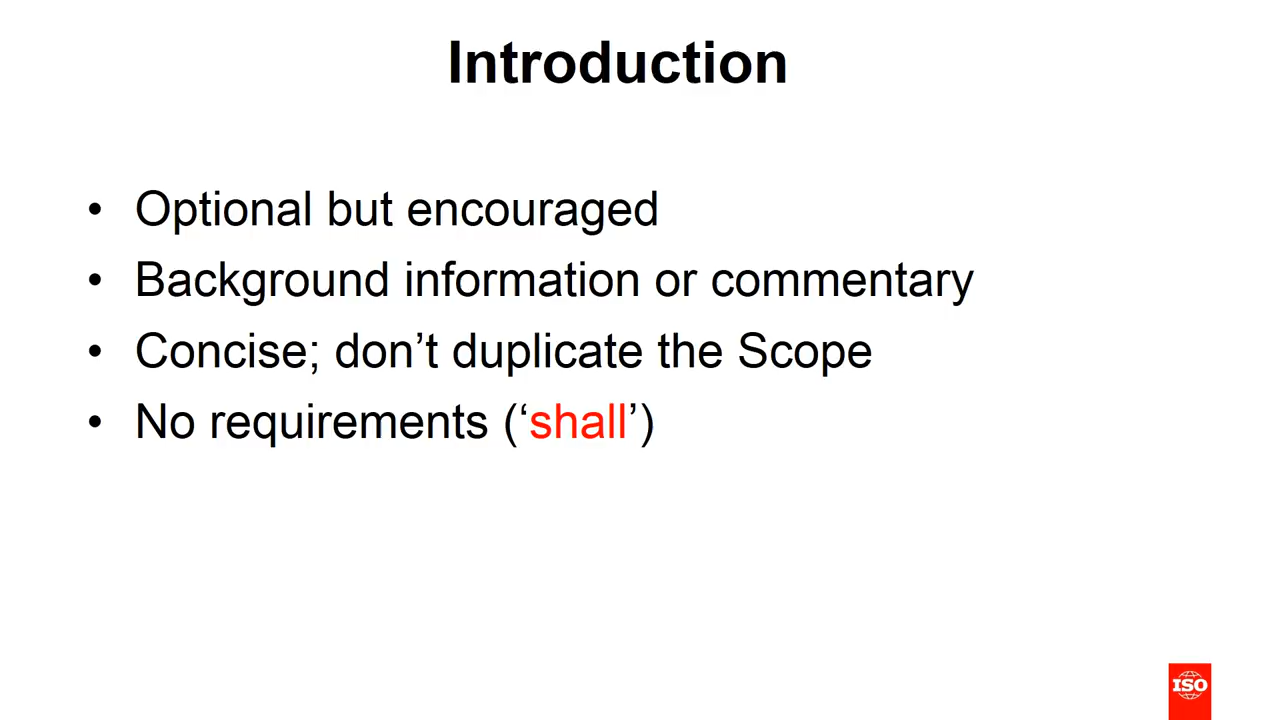 Introduction
• Optional but encouraged
• Background information or commentary
• Concise; don’t duplicate the Scope
• No requirements (‘shall’)
ISO